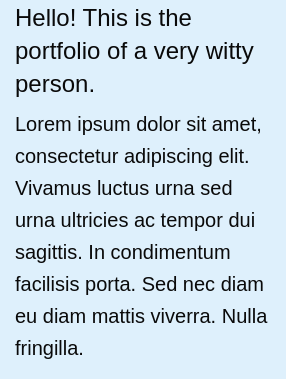 Hello! This is the
portfolio of a very witty
person.
Lorem ipsum dolor sit amet,
consectetur adipiscing elit.
Vivamus luctus urna sed
urna ultricies ac tempor dui
sagittis. In condimentum
facilisis porta. Sed nec diam
eu diam mattis viverra. Nulla
fringilla.